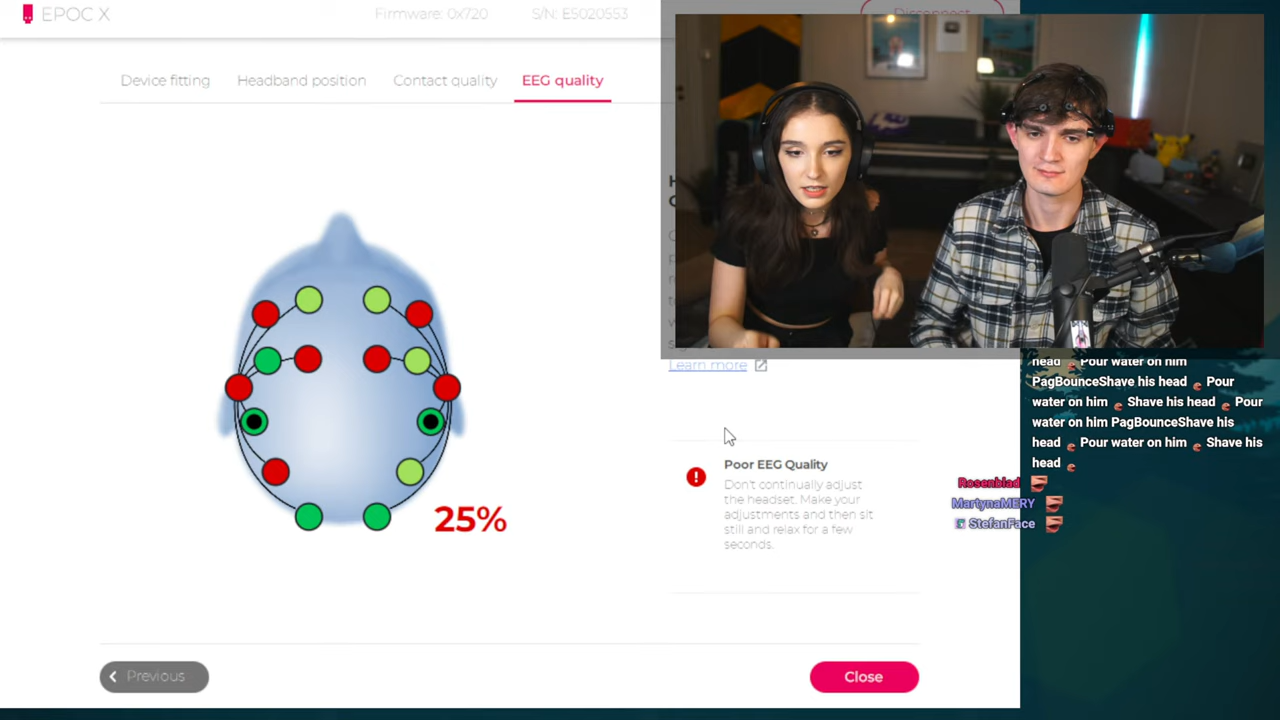 EPOC X
Firmware: 0x720
S/N: E5020553
Disconnect
Device fitting
Headband position
Contact quality
EEG quality
25%
Learn more
Poor EEG Quality
Don't continually adjust
the headset. Make your
adjustments and then sit
still and relax for a few
seconds.
Previous
Close
head Pour water on him
PagBounceShave his head Pour
water on him Shave his head Pour
water on him PagBounceShave his
head Pour water on him Shave his
head
Rosenblad
MartynaMERY
StefanFace